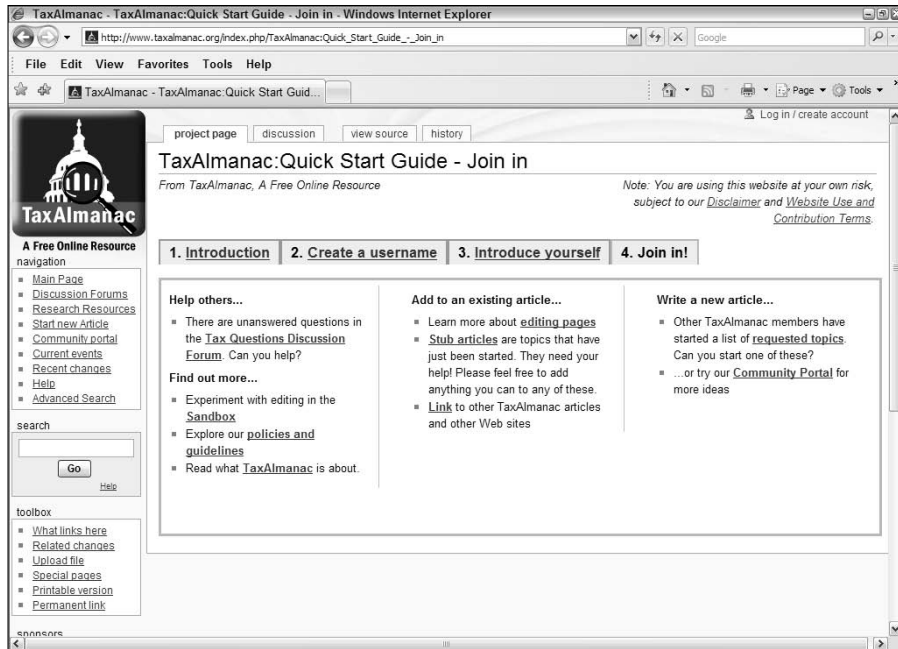 TaxAlmanac - TaxAlmanac:Quick Start Guide - Join in - Windows Internet Explorer
http://www.taxalmanac.org/index.php/TaxAlmanac:Quick_Start_Guide_-_Join_in
Google
File Edit View Favorites Tools Help
TaxAlmanac - TaxAlmanac:Quick Start Guid...
Page Tools
Log in / create account
project page discussion view source history
TaxAlmanac:Quick Start Guide - Join in
From TaxAlmanac, A Free Online Resource
Note: You are using this website at your own risk,
subject to our Disclaimer and Website Use and
Contribution Terms.
TaxAlmanac
A Free Online Resource
navigation
Main Page
Discussion Forums
Research Resources
Start new Article
Community portal
Current events
Recent changes
Help
Advanced Search
search
Go
Help
toolbox
What links here
Related changes
Upload file
Special pages
Printable version
Permanent link
sponsors
1. Introduction 2. Create a username 3. Introduce yourself 4. Join in!
Help others...
There are unanswered questions in
the Tax Questions Discussion
Forum. Can you help?
Find out more...
Experiment with editing in the
Sandbox
Explore our policies and
guidelines
Read what TaxAlmanac is about.
Add to an existing article...
Learn more about editing pages
Stub articles are topics that have
just been started. They need your
help! Please feel free to add
anything you can to any of these.
Link to other TaxAlmanac articles
and other Web sites
Write a new article...
Other TaxAlmanac members have
started a list of requested topics.
Can you start one of these?
...or try our Community Portal for
more ideas